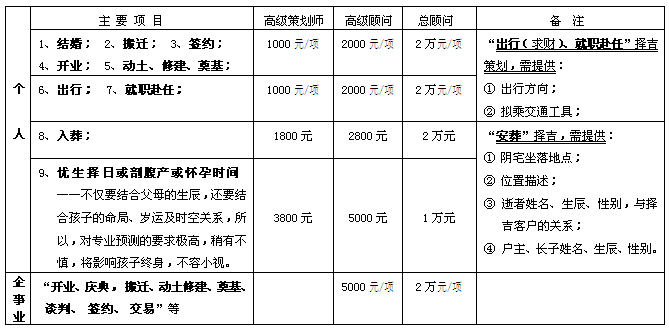 主 要 项 目 高级策划师 高级顾问 总顾问 备 注
个
人
1、结婚； 2、搬迁； 3、签约；
4、开业； 5、动土、修建、奠基；
1000 元/项 2000 元/项 2 万元/项
6、出行； 7、就职赴任；
1000 元/项 2000 元/项 2 万元/项
“出行（求财）、就职赴任”择吉
策划，需提供：
① 出行方向；
② 拟乘交通工具；
8、入葬； 1800 元 2800 元 2 万元
9、优生择日或剖腹产或怀孕时间
——不仅要结合父母的生辰，还要结
合孩子的命局、岁运及时空关系，所
以，对专业预测的要求极高，稍有不
慎，将影响孩子终身，不容小视。
3800 元 5000 元 1 万元
“安葬”择吉，需提供：
① 阴宅坐落地点；
② 位置描述；
③ 逝者姓名、生辰、性别，与择
吉客户的关系；
④ 户主、长子姓名、生辰、性别。
企
事
业
“开业、庆典，搬迁、动土修建、奠基、
谈判、 签约、 交易”等
5000 元/项 2 万元/项